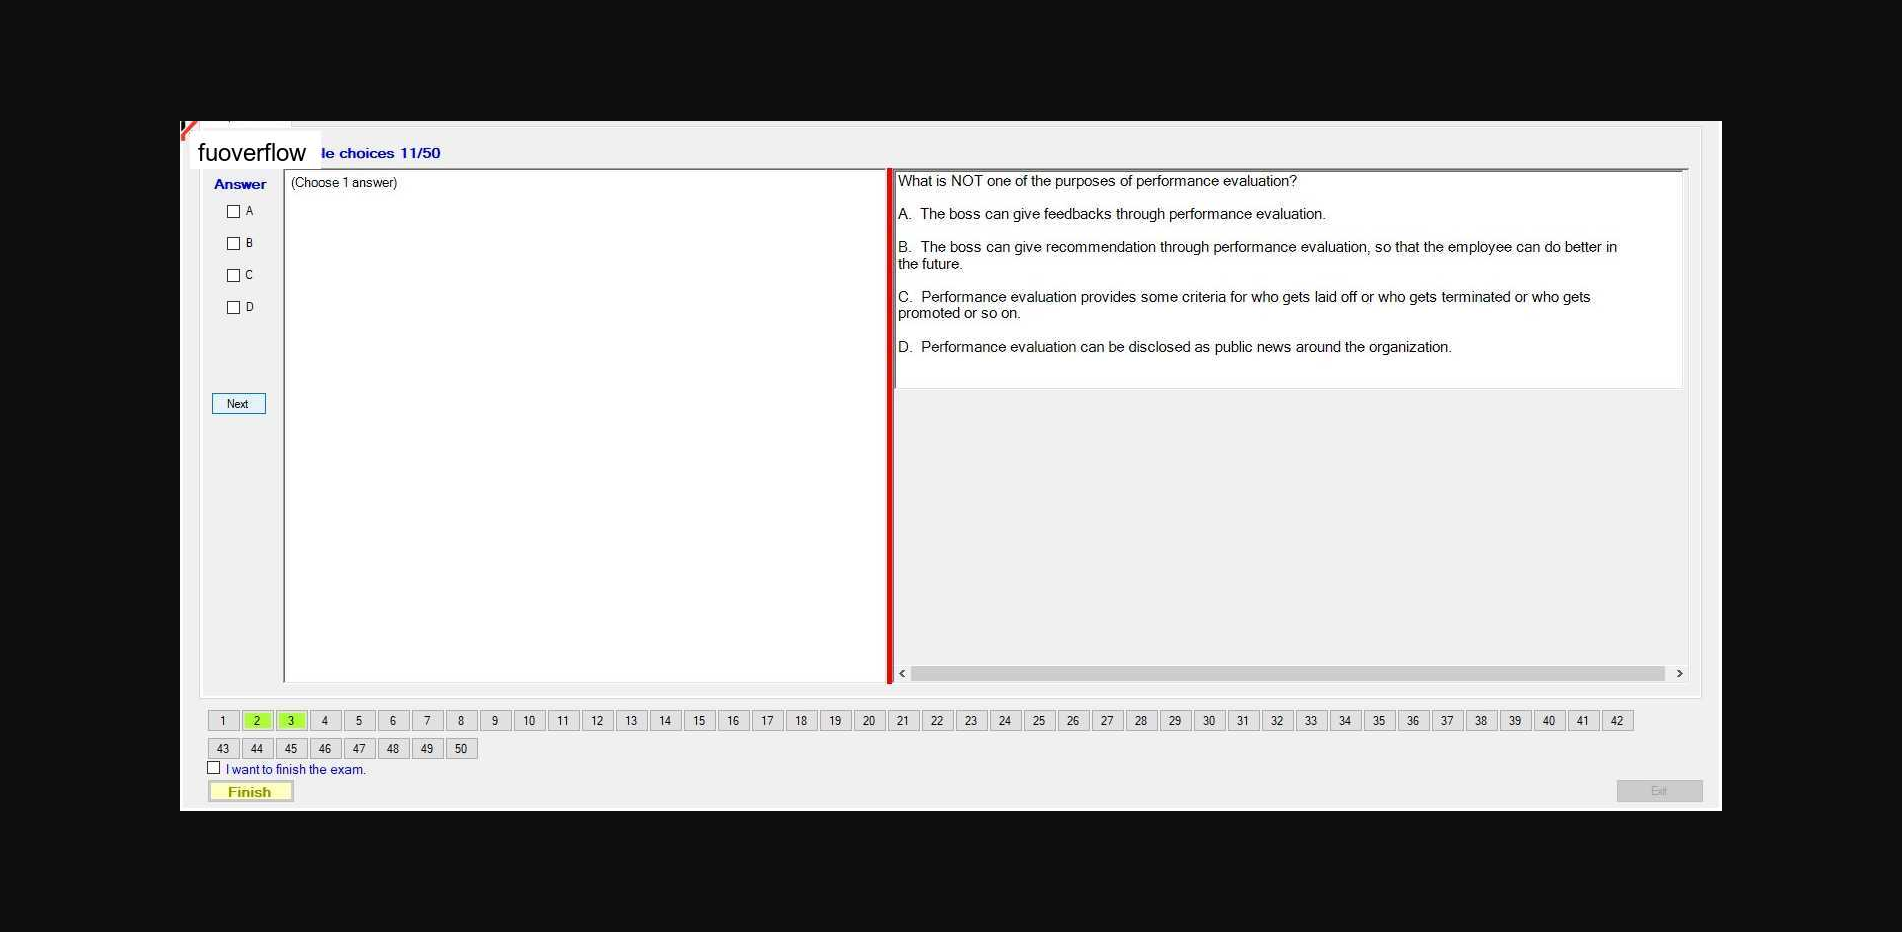 fuoverflow
le choices 11/50
Answer
(Choose 1 answer)
A
B
C
D
Next
What is NOT one of the purposes of performance evaluation?
A. The boss can give feedbacks through performance evaluation.
B. The boss can give recommendation through performance evaluation, so that the employee can do better in
the future.
C. Performance evaluation provides some criteria for who gets laid off or who gets terminated or who gets
promoted or so on.
D. Performance evaluation can be disclosed as public news around the organization.
1 2 3 4 5 6 7 8 9 10 11 12 13 14 15 16 17 18 19 20 21 22 23 24 25 26 27 28 29 30 31 32 33 34 35 36 37 38 39 40 41 42
43 44 45 46 47 48 49 50
I want to finish the exam.
Finish
Exit